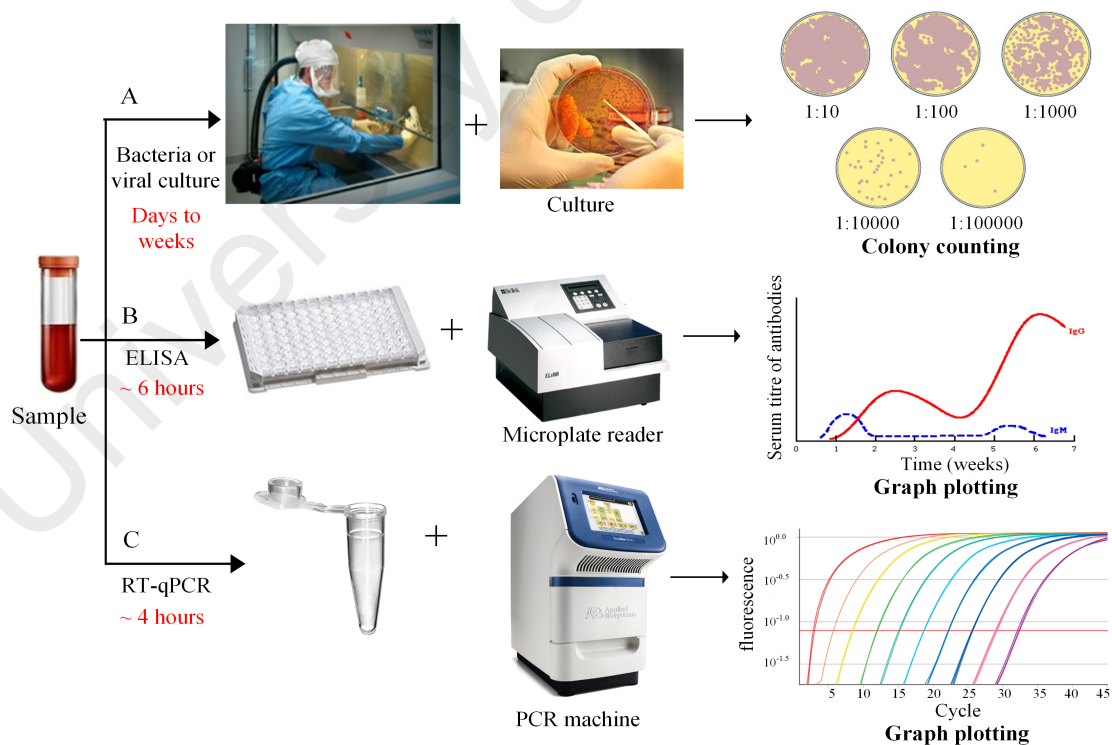 A
Bacteria or
viral culture
Days to
weeks
Culture
1:10
1:100
1:1000
1:10000
1:100000
Colony counting
Sample
B
ELISA
~ 6 hours
Microplate reader
Serum titre of antibodies
IgG
IgM
0 1 2 3 4 5 6 7
Time (weeks)
Graph plotting
C
RT-qPCR
~ 4 hours
Applied
Biosystems
PCR machine
fluorescence
10^0.0
10^-0.5
10^-1.0
10^-1.5
5 10 15 20 25 30 35 40 45
Cycle
Graph plotting
University